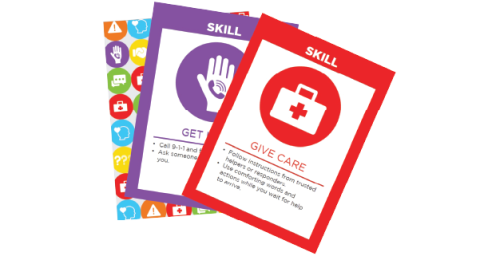 SKILL
GET
• Call 9-1-1 and
• Ask someone
you.
SKILL
GIVE CARE
• Follow instructions from trusted
helpers or responders.
• Use comforting words and
actions while you wait for help
to arrive.
??